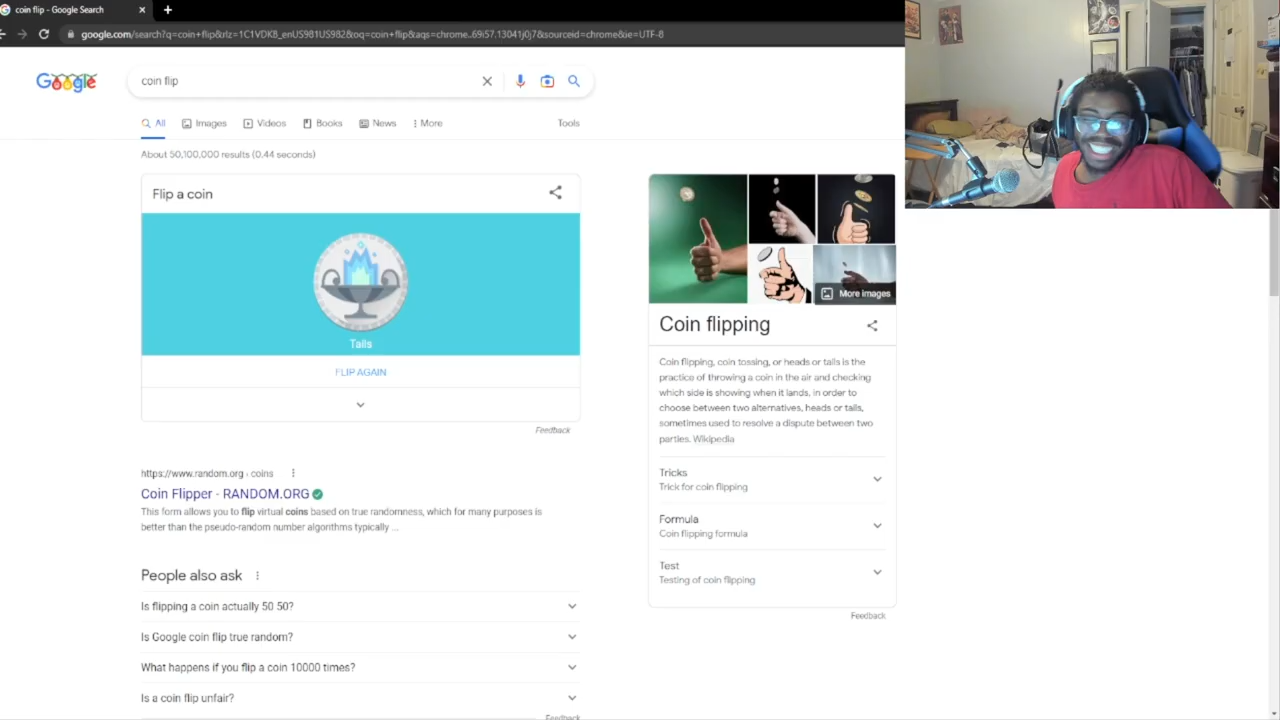 coin flip - Google Search
google.com/search?q=coin+flip&rlz=1C1VDKB_enUS981US982&oq=coin+flip&aqs=chrome..69i57.13041j0j7&sourceid=chrome&ie=UTF-8
Google
coin flip
All
Images
Videos
Books
News
More
Tools
About 50,100,000 results (0.44 seconds)
Flip a coin
Tails
FLIP AGAIN
Feedback
https://www.random.org › coins
Coin Flipper - RANDOM.ORG
This form allows you to flip virtual coins based on true randomness, which for many purposes is
better than the pseudo-random number algorithms typically ...
People also ask
Is flipping a coin actually 50 50?
Is Google coin flip true random?
What happens if you flip a coin 10000 times?
Is a coin flip unfair?
Feedback
More images
Coin flipping
Coin flipping, coin tossing, or heads or tails is the
practice of throwing a coin in the air and checking
which side is showing when it lands, in order to
choose between two alternatives, heads or tails,
sometimes used to resolve a dispute between two
parties. Wikipedia
Tricks
Trick for coin flipping
Formula
Coin flipping formula
Test
Testing of coin flipping
Feedback